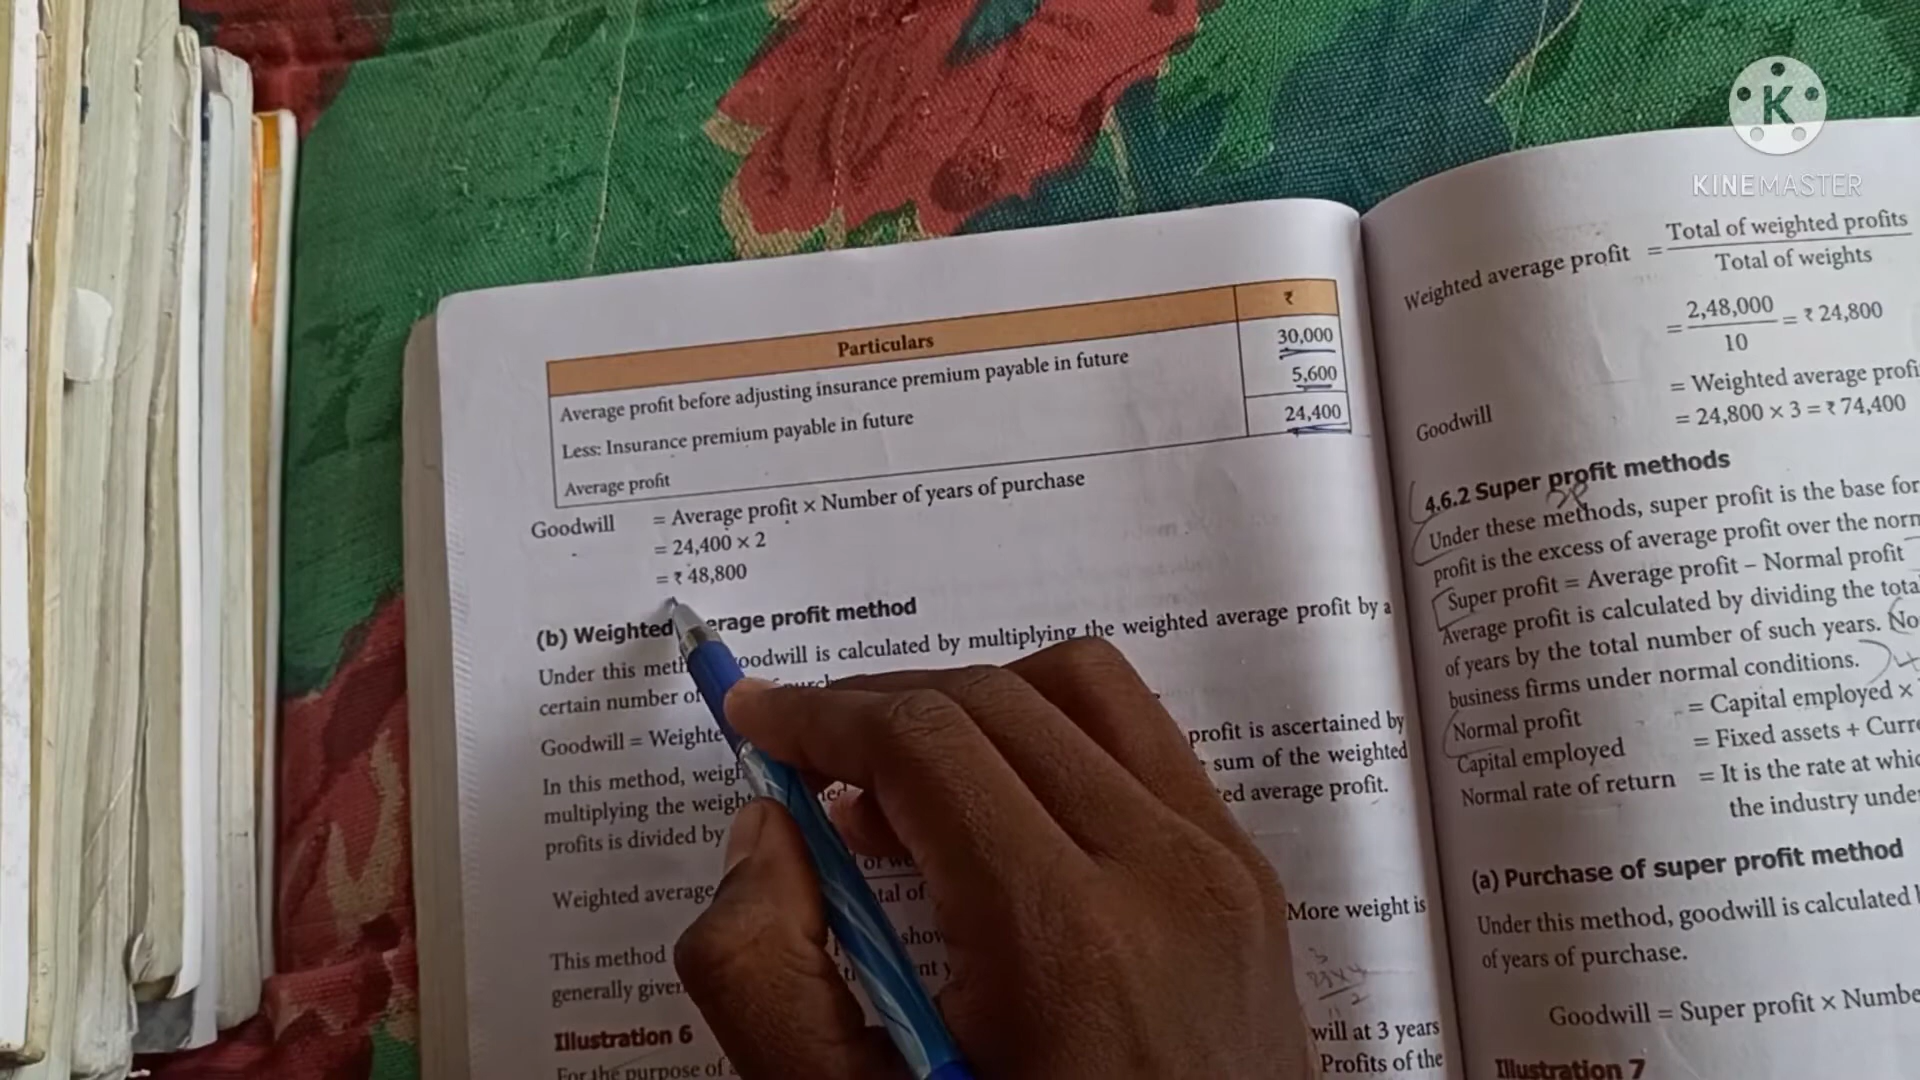 K
KINEMASTER
Particulars
₹
Average profit before adjusting insurance premium payable in future
30,000
Less: Insurance premium payable in future
5,600
Average profit
24,400
Goodwill = Average profit × Number of years of purchase
= 24,400 × 2
= ₹ 48,800
(b) Weighted erage profit method
Under this meth oodwill is calculated by multiplying the weighted average profit by a
certain number of
Goodwill = Weighte
In this method, weigh profit is ascertained by
multiplying the weight sum of the weighted
profits is divided by ed average profit.
Weighted average
tal of
This method show More weight is
generally given
Illustration 6
will at 3 years
For the purpose of Profits of the
Weighted average profit = Total of weighted profits
Total of weights
= 2,48,000
10
= ₹ 24,800
Goodwill = Weighted average profi
= 24,800 × 3 = ₹ 74,400
4.6.2 Super profit methods
Under these methods, super profit is the base for
profit is the excess of average profit over the norm
Super profit = Average profit – Normal profit
Average profit is calculated by dividing the tota
of years by the total number of such years. No
business firms under normal conditions.
Normal profit = Capital employed ×
Capital employed = Fixed assets + Curre
Normal rate of return = It is the rate at whic
the industry unde
(a) Purchase of super profit method
Under this method, goodwill is calculated
of years of purchase.
Goodwill = Super profit × Numbe
Illustration 7